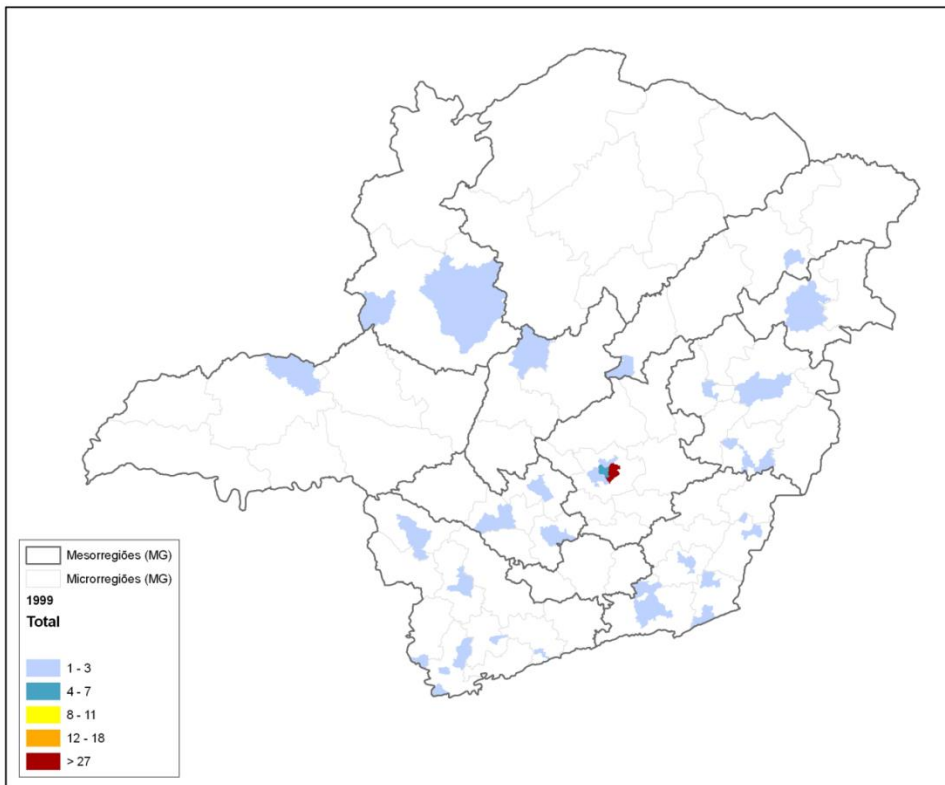 Mesorregiões (MG)
Microrregiões (MG)
1999
Total
1 - 3
4 - 7
8 - 11
12 - 18
> 27